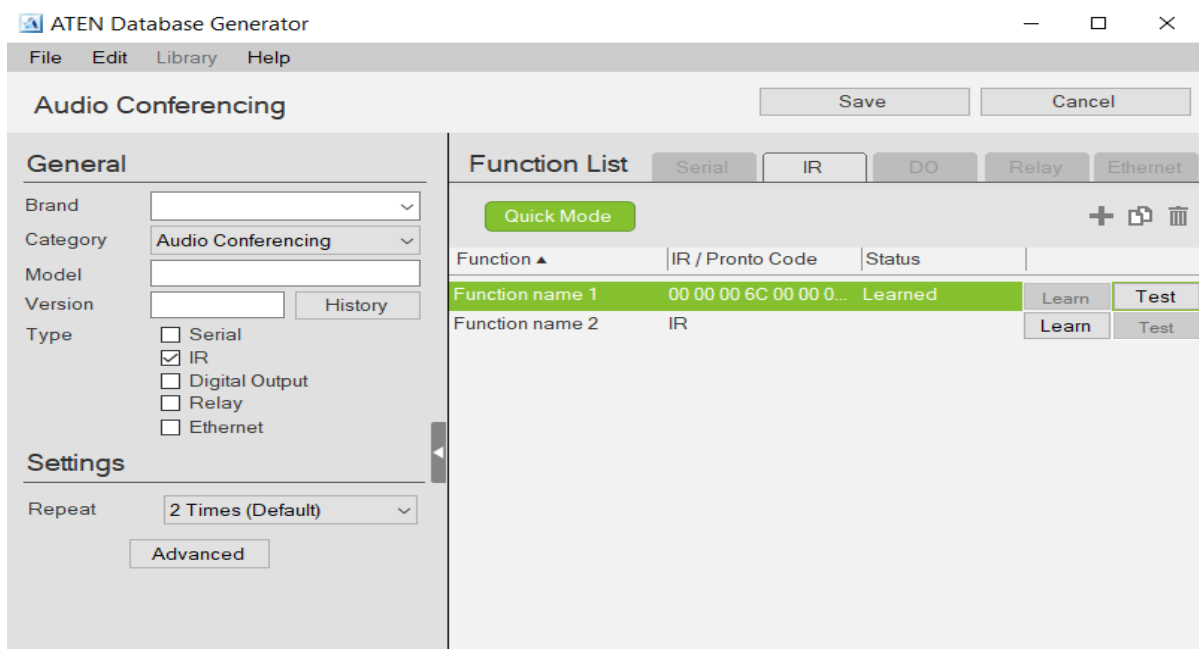 ATEN Database Generator
File Edit Library Help
Audio Conferencing Save Cancel
General
Brand
Category Audio Conferencing
Model
Version History
Type Serial
IR
Digital Output
Relay
Ethernet
Settings
Repeat 2 Times (Default)
Advanced
Function List Serial IR DO Relay Ethernet
Quick Mode
Function IR / Pronto Code Status
Function name 1 00 00 00 6C 00 00 0... Learned Learn Test
Function name 2 IR Learn Test